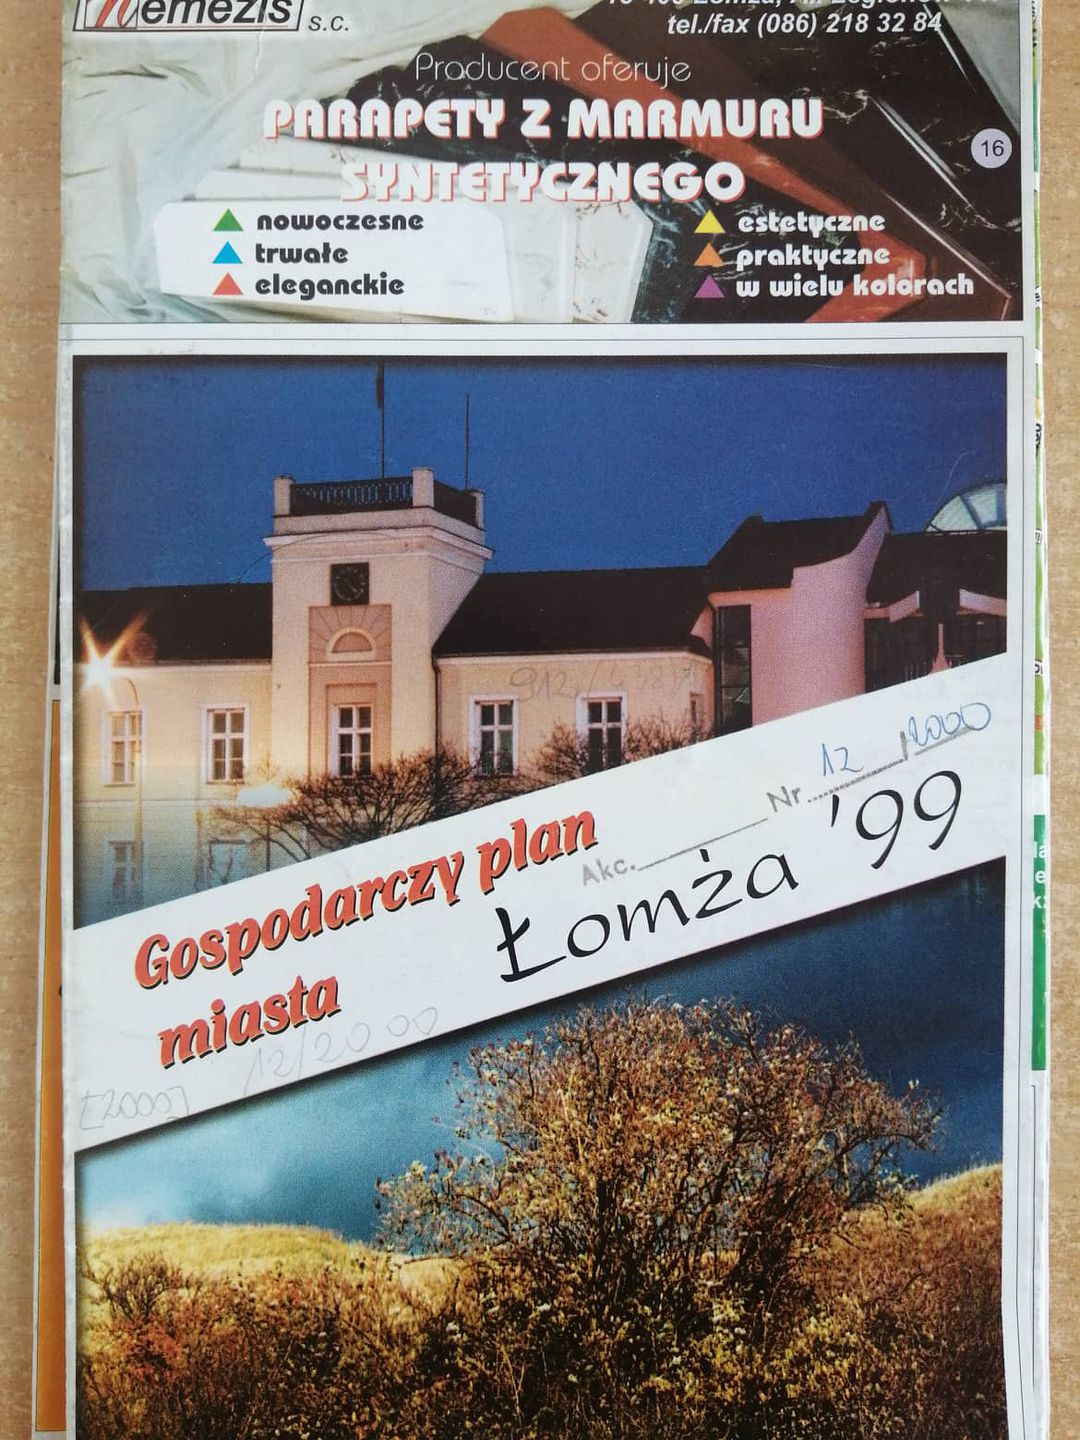 nemezis s.c.
tel./fax (086) 218 32 84
Producent oferuje
PARAPETY Z MARMURU
SYNTETYCZNEGO
16
nowoczesne
trwałe
eleganckie
estetyczne
praktyczne
w wielu kolorach
Gospodarczy plan
miasta
Łomża '99
Akc. Nr 12/2000
[2000] 12/2000